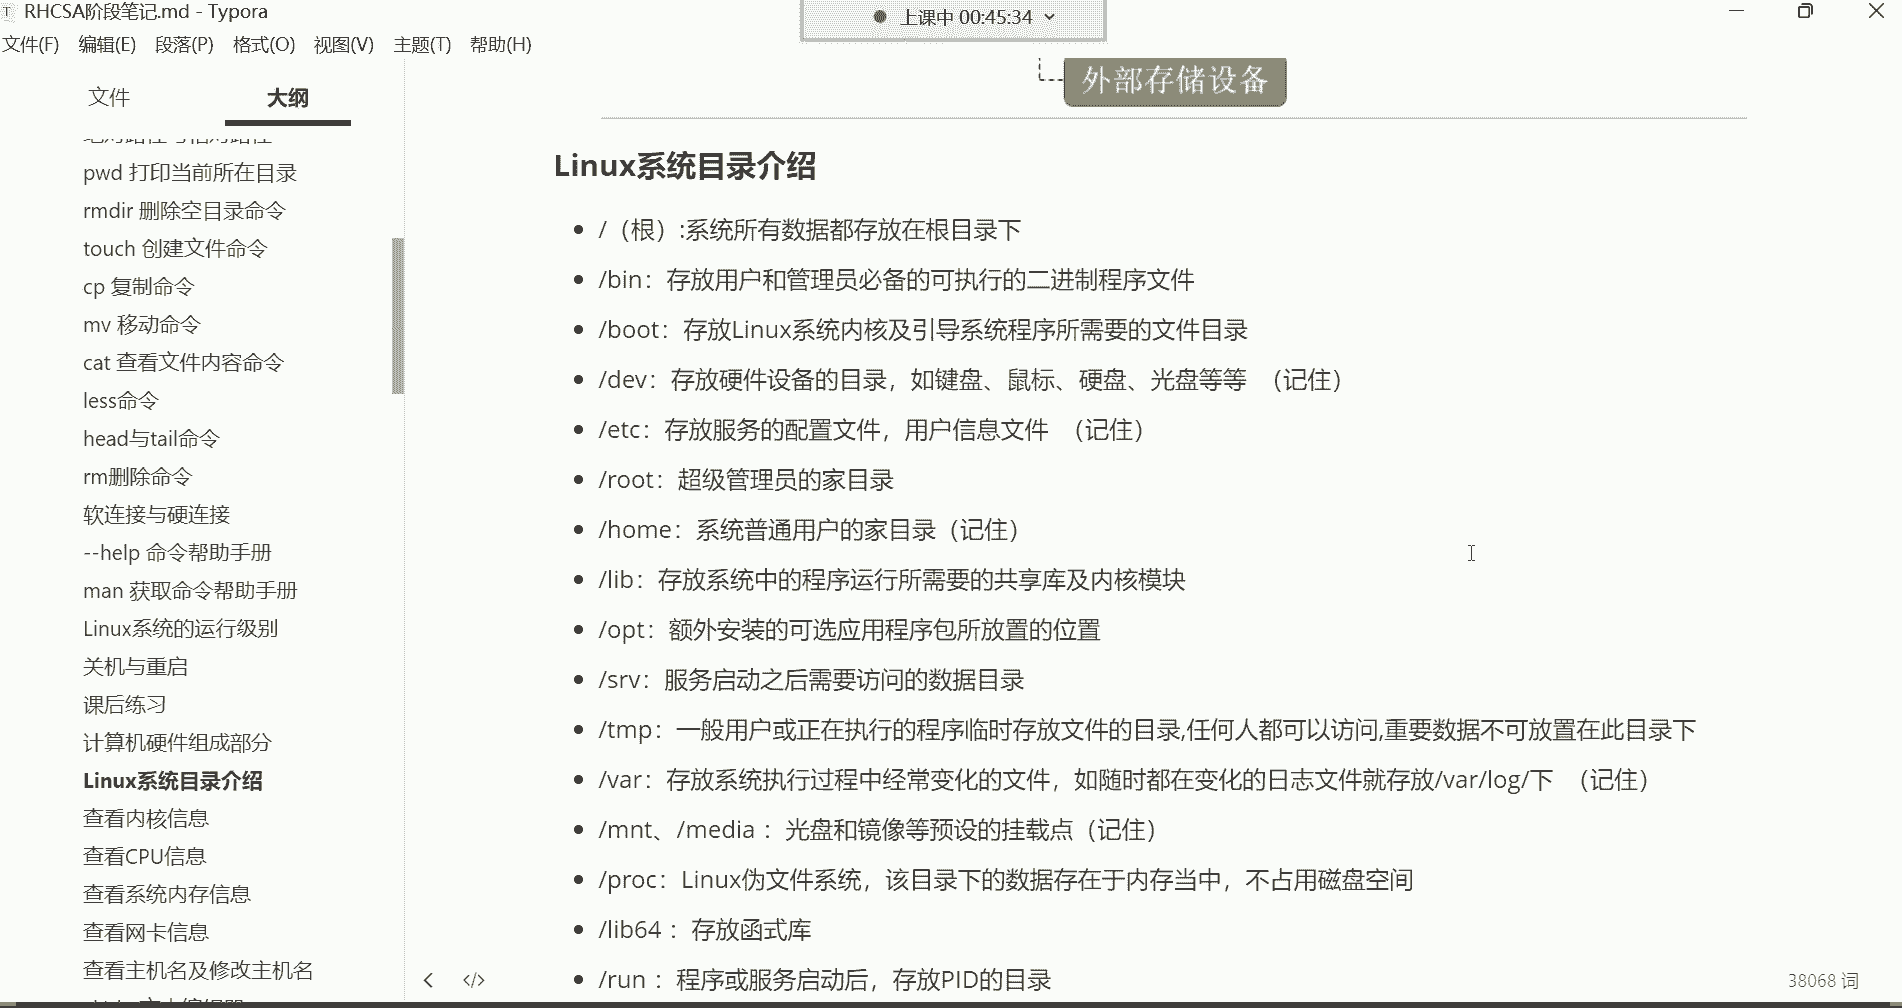 RHCSA阶段笔记.md - Typora
上课中 00:45:34
文件(F) 编辑(E) 段落(P) 格式(O) 视图(V) 主题(T) 帮助(H)
文件 大纲
pwd 打印当前所在目录
rmdir 删除空目录命令
touch 创建文件命令
cp 复制命令
mv 移动命令
cat 查看文件内容命令
less命令
head与tail命令
rm删除命令
软连接与硬连接
--help 命令帮助手册
man 获取命令帮助手册
Linux系统的运行级别
关机与重启
课后练习
计算机硬件组成部分
Linux系统目录介绍
查看内核信息
查看CPU信息
查看系统内存信息
查看网卡信息
查看主机名及修改主机名
外部存储设备
Linux系统目录介绍
/（根）:系统所有数据都存放在根目录下
/bin：存放用户和管理员必备的可执行的二进制程序文件
/boot：存放Linux系统内核及引导系统程序所需要的文件目录
/dev：存放硬件设备的目录，如键盘、鼠标、硬盘、光盘等等 （记住）
/etc：存放服务的配置文件，用户信息文件 （记住）
/root：超级管理员的家目录
/home：系统普通用户的家目录（记住）
/lib：存放系统中的程序运行所需要的共享库及内核模块
/opt：额外安装的可选应用程序包所放置的位置
/srv：服务启动之后需要访问的数据目录
/tmp：一般用户或正在执行的程序临时存放文件的目录,任何人都可以访问,重要数据不可放置在此目录下
/var：存放系统执行过程中经常变化的文件，如随时都在变化的日志文件就存放/var/log/下 （记住）
/mnt、/media ：光盘和镜像等预设的挂载点（记住）
/proc：Linux伪文件系统，该目录下的数据存在于内存当中，不占用磁盘空间
/lib64 ：存放函式库
/run ：程序或服务启动后，存放PID的目录
38068 词